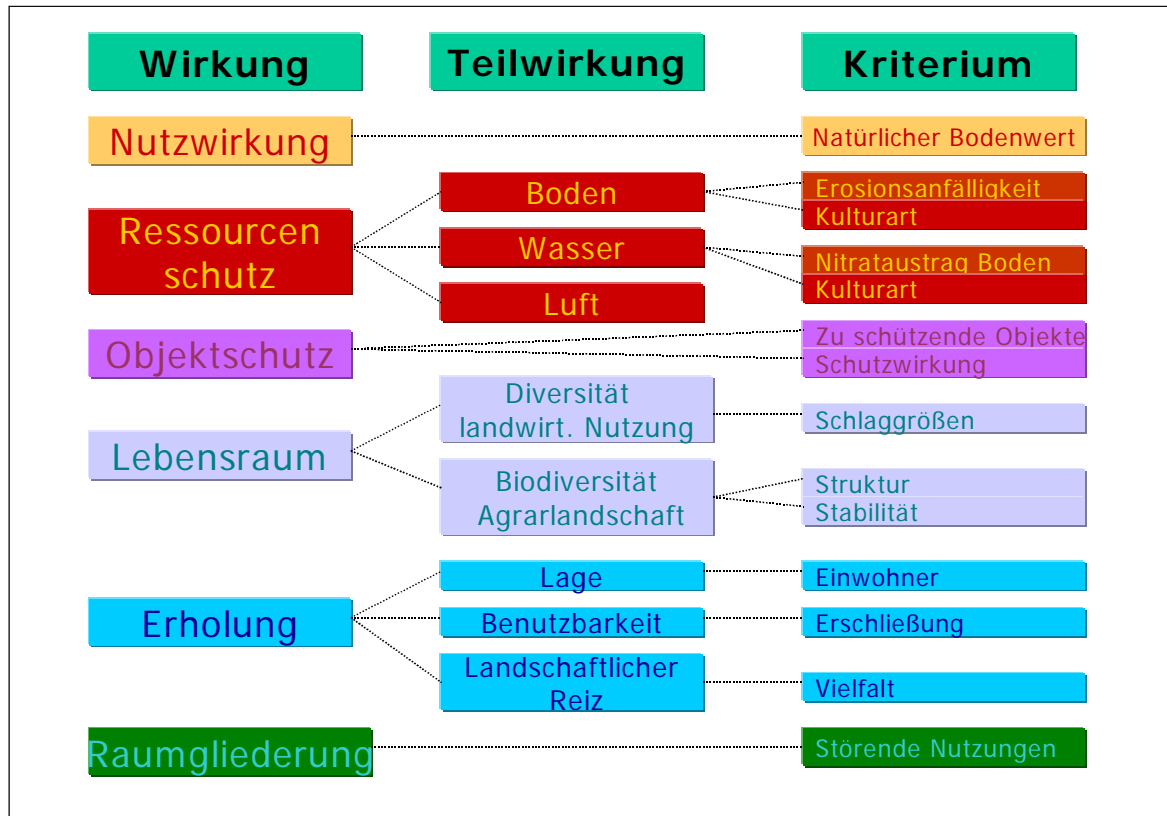 Wirkung
Teilwirkung
Kriterium
Nutzwirkung
Natürlicher Bodenwert
Ressourcen
schutz
Boden
Erosionsanfälligkeit
Kulturart
Wasser
Nitrataustrag Boden
Kulturart
Luft
Objektschutz
Zu schützende Objekte
Schutzwirkung
Lebensraum
Diversität
landwirt. Nutzung
Schlaggrößen
Biodiversität
Agrarlandschaft
Struktur
Stabilität
Erholung
Lage
Einwohner
Benutzbarkeit
Erschließung
Landschaftlicher
Reiz
Vielfalt
Raumgliederung
Störende Nutzungen